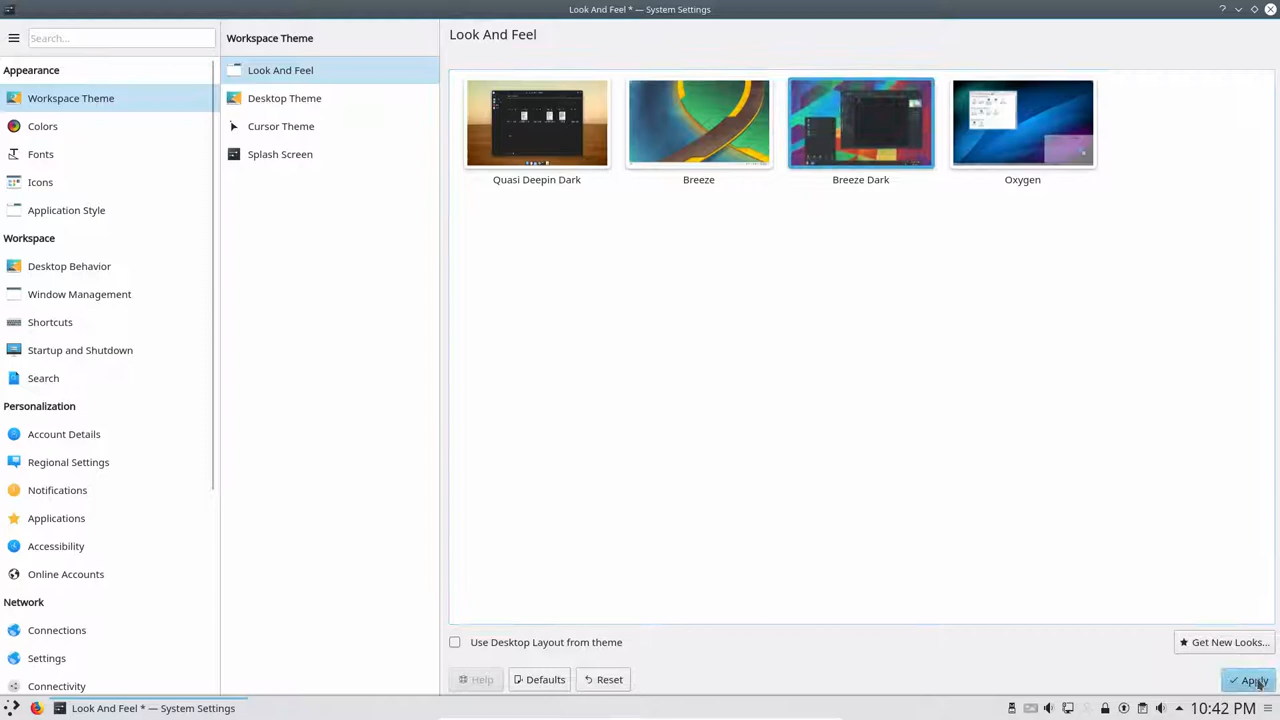 Look And Feel * — System Settings
Search...
Workspace Theme
Look And Feel
Appearance
Workspace Theme
Colors
Fonts
Icons
Application Style
Workspace
Desktop Behavior
Window Management
Shortcuts
Startup and Shutdown
Search
Personalization
Account Details
Regional Settings
Notifications
Applications
Accessibility
Online Accounts
Network
Connections
Settings
Connectivity
Look And Feel
Desktop Theme
Cursor Theme
Splash Screen
Quasi Deepin Dark
Breeze
Breeze Dark
Oxygen
Use Desktop Layout from theme
Get New Looks...
Help
Defaults
Reset
Apply
Look And Feel * — System Settings
10:42 PM